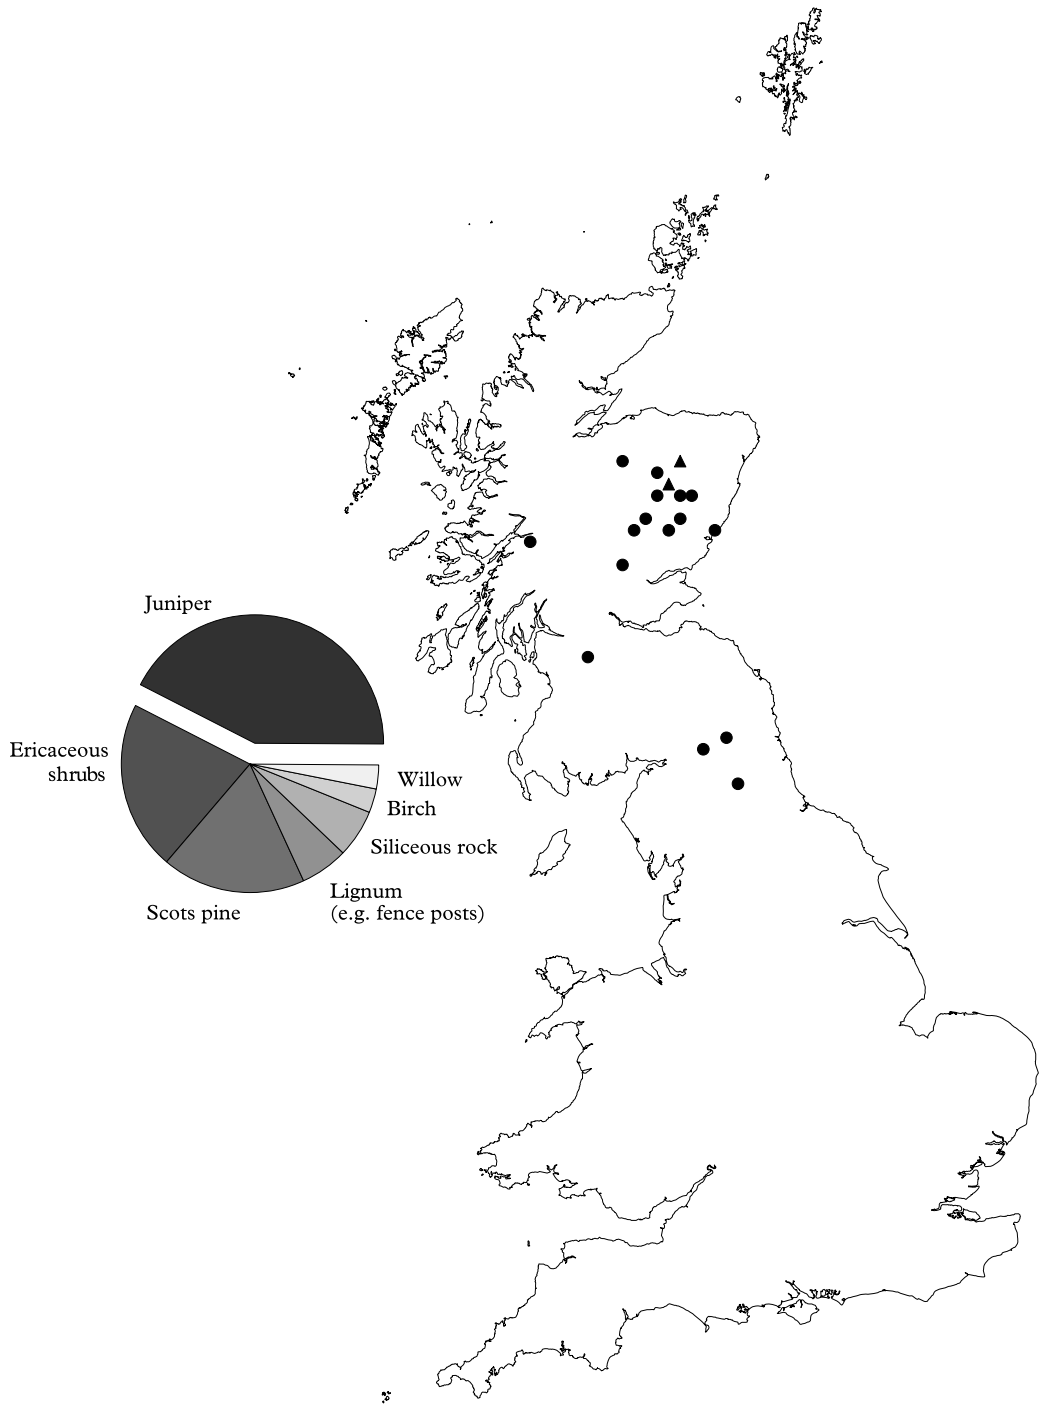 Juniper
Ericaceous
shrubs
Willow
Birch
Siliceous rock
Lignum
(e.g. fence posts)
Scots pine